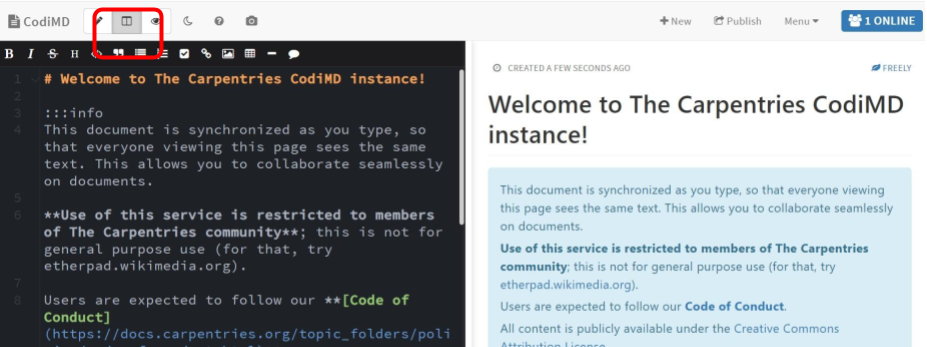 CodiMD
+ New Publish Menu 1 ONLINE
B I S H
1 # Welcome to The Carpentries CodiMD instance!
2
3 :::info
4 This document is synchronized as you type, so
that everyone viewing this page sees the same
text. This allows you to collaborate seamlessly
on documents.
5
6 **Use of this service is restricted to members
of The Carpentries community**; this is not for
general purpose use (for that, try
etherpad.wikimedia.org).
7
8 Users are expected to follow our **[Code of
Conduct]
(https://docs.carpentries.org/topic_folders/poli
CREATED A FEW SECONDS AGO
FREELY
Welcome to The Carpentries CodiMD
instance!
This document is synchronized as you type, so that everyone viewing
this page sees the same text. This allows you to collaborate seamlessly
on documents.
Use of this service is restricted to members of The Carpentries
community; this is not for general purpose use (for that, try
etherpad.wikimedia.org).
Users are expected to follow our Code of Conduct.
All content is publicly available under the Creative Commons
Attribution License